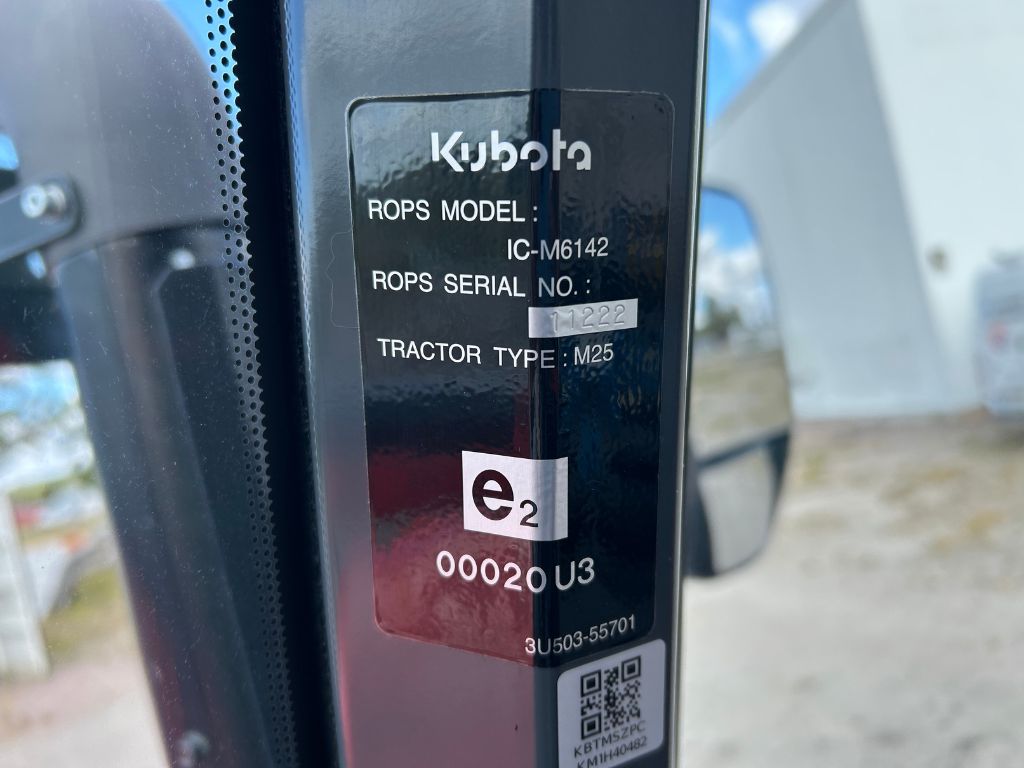 Kubota
ROPS MODEL :
IC-M6142
ROPS SERIAL NO. :
11222
TRACTOR TYPE : M25
e2
00020 U3
3U503-55701
KBTMSZPC
KM1H40482